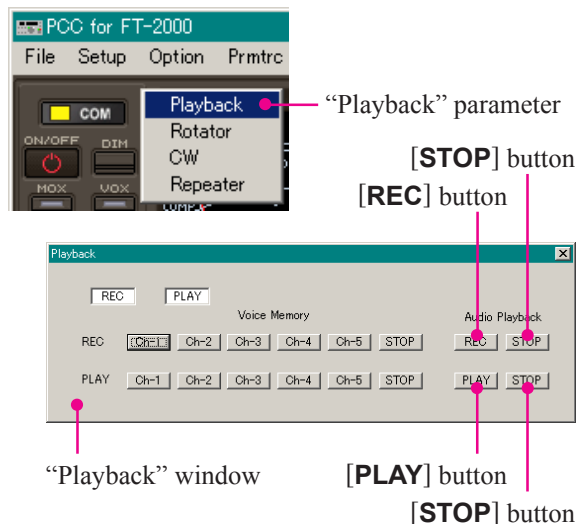 PCC for FT-2000
File Setup Option Prmtrc
Playback
Rotator
CW
Repeater
COM
ON/OFF DIM
MOX VOX
“Playback” parameter
[STOP] button
[REC] button
Playback
REC PLAY
Voice Memory Audio Playback
REC Ch-1 Ch-2 Ch-3 Ch-4 Ch-5 STOP REC STOP
PLAY Ch-1 Ch-2 Ch-3 Ch-4 Ch-5 STOP PLAY STOP
“Playback” window
[PLAY] button
[STOP] button